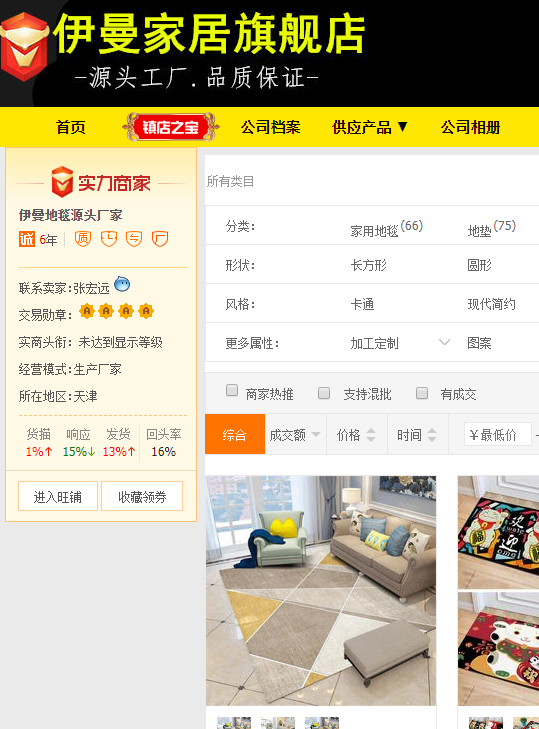 伊曼家居旗舰店
-源头工厂.品质保证-
首页 镇店之宝 公司档案 供应产品 ▼ 公司相册
实力商家
伊曼地毯源头厂家
诚 6年 质
联系卖家:张宏远
交易勋章:
实商头衔: 未达到显示等级
经营模式:生产厂家
所在地区:天津
货描 响应 发货 回头率
1%↑ 15%↓ 13%↑ 16%
进入旺铺 收藏领券
所有类目
分类: 家用地毯(66) 地垫(75)
形状: 长方形 圆形
风格: 卡通 现代简约
更多属性: 加工定制 图案
商家热推 支持混批 有成交
综合 成交额 价格 时间 ￥最低价 -
欢迎